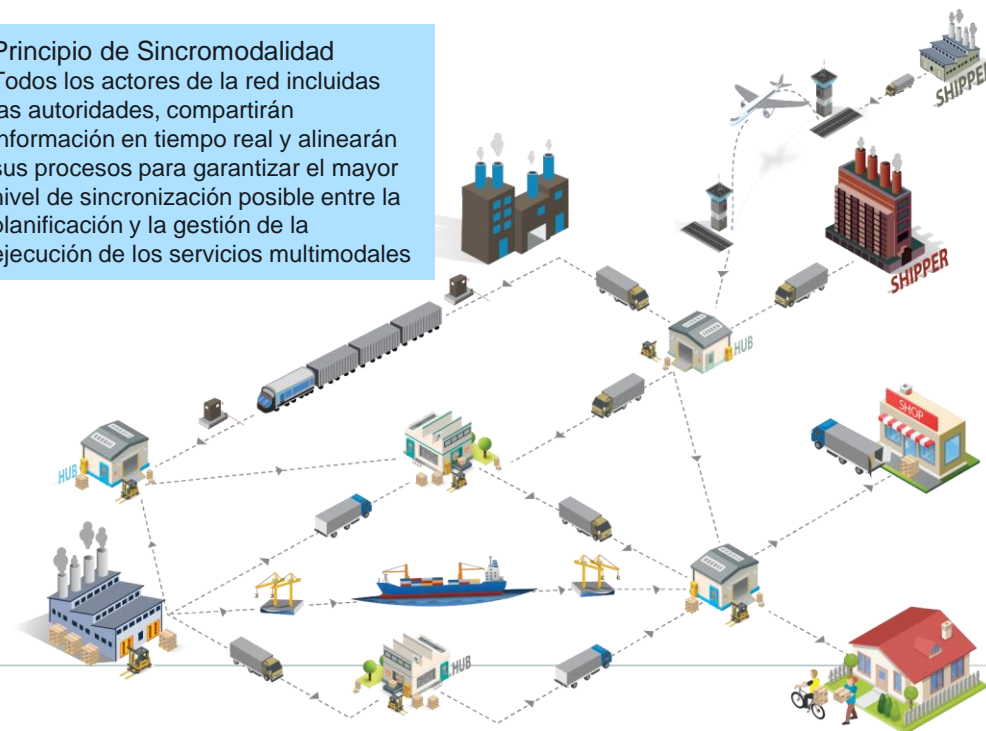 Principio de Sincromodalidad
Todos los actores de la red incluidas
las autoridades, compartirán
información en tiempo real y alinearán
sus procesos para garantizar el mayor
nivel de sincronización posible entre la
planificación y la gestión de la
ejecución de los servicios multimodales
SHIPPER
SHIPPER
HUB
SHOP
HUB
HUB